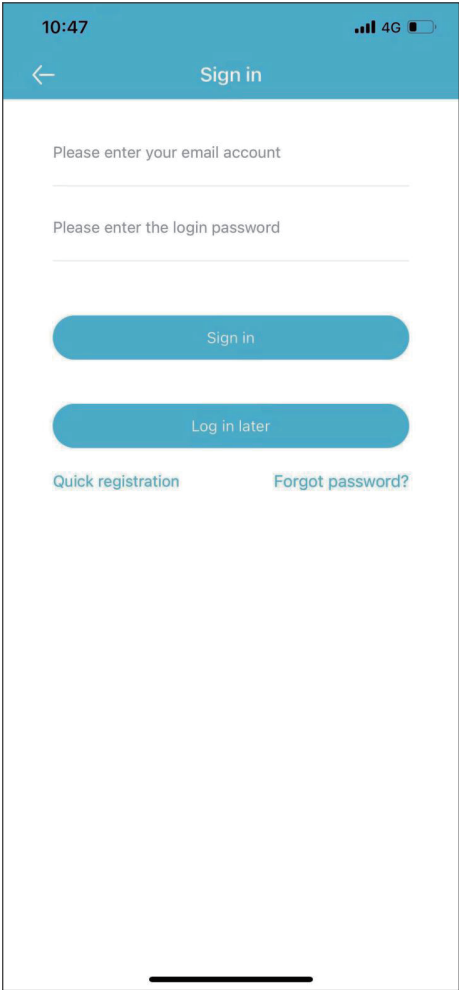 10:47 4G
Sign in
Please enter your email account
Please enter the login password
Sign in
Log in later
Quick registration Forgot password?